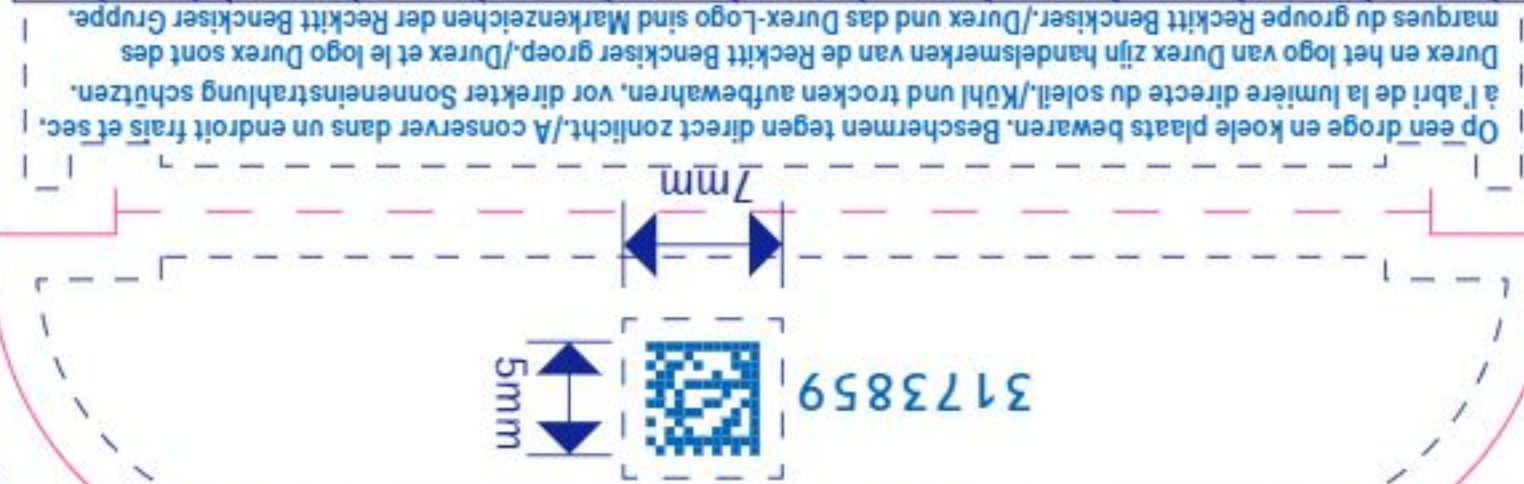 3173859
5mm
7mm
Op een droge en koele plaats bewaren. Beschermen tegen direct zonlicht./A conserver dans un endroit frais et sec,
à l'abri de la lumière directe du soleil./Kühl und trocken aufbewahren, vor direkter Sonneneinstrahlung schützen.
Durex en het logo van Durex zijn handelsmerken van de Reckitt Benckiser groep./Durex et le logo Durex sont des
marques du groupe Reckitt Benckiser./Durex und das Durex-Logo sind Markenzeichen der Reckitt Benckiser Gruppe.